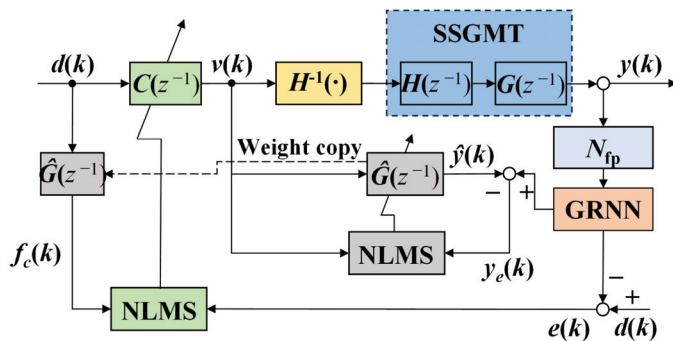 SSGMT
d(k)
C(z⁻¹)
v(k)
H⁻¹(·)
H(z⁻¹)
G(z⁻¹)
y(k)
Weight copy
Ĝ(z⁻¹)
Ĝ(z⁻¹)
ŷ(k)
−
+
N_fp
GRNN
f_c(k)
NLMS
y_e(k)
NLMS
−
+
e(k)
d(k)